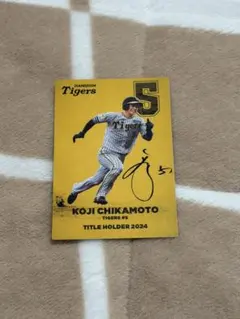 HANSHIN
Tigers
5
Tigers
KOJI CHIKAMOTO
TIGERS #5
TITLE HOLDER 2024